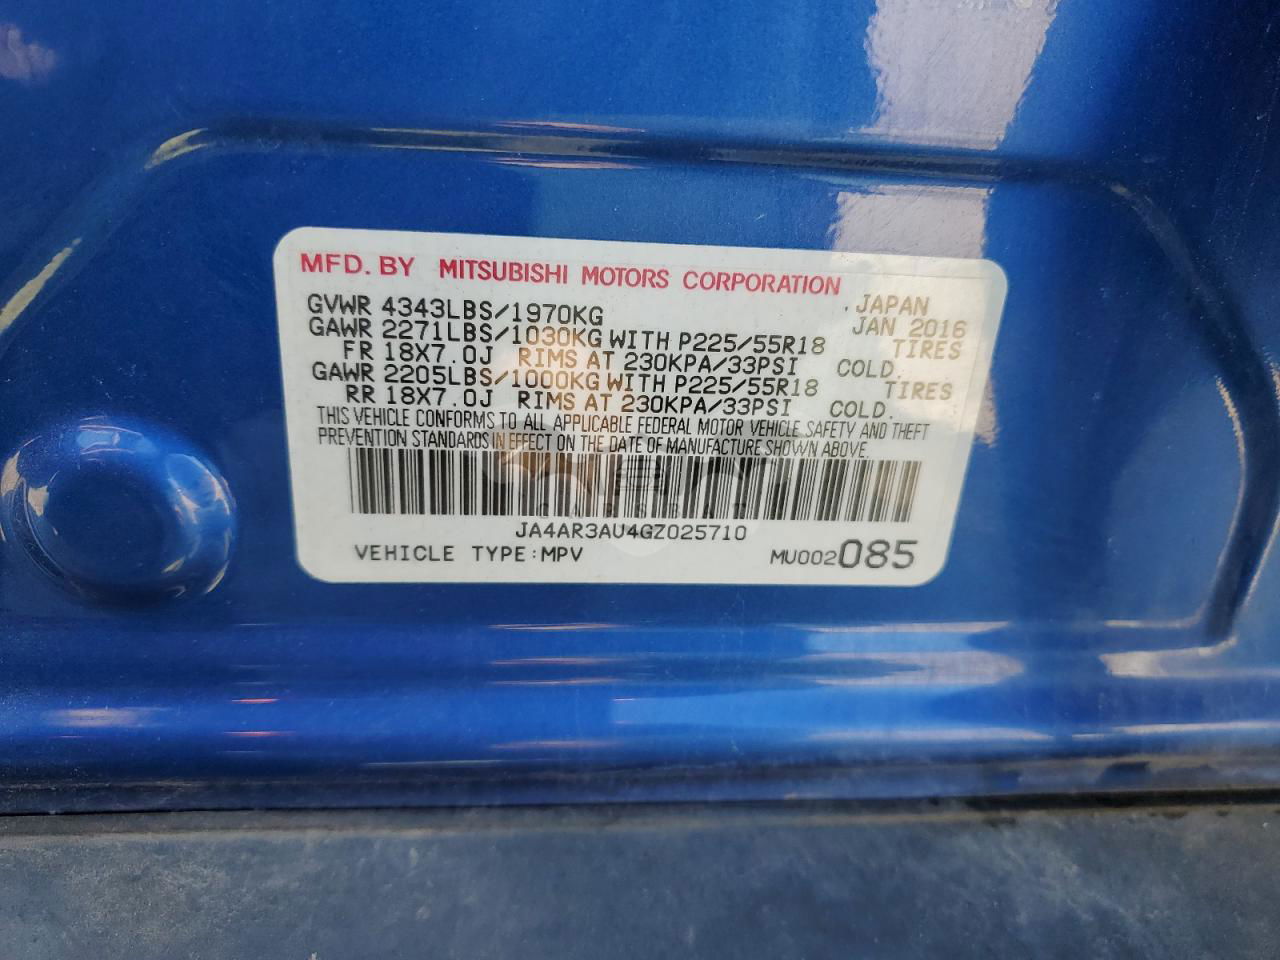 MFD. BY MITSUBISHI MOTORS CORPORATION
JAPAN
GVWR 4343LBS/1970KG JAN 2016
GAWR 2271LBS/1030KG WITH P225/55R18 TIRES
FR 18X7.0J RIMS AT 230KPA/33PSI COLD.
GAWR 2205LBS/1000KG WITH P225/55R18 TIRES
RR 18X7.0J RIMS AT 230KPA/33PSI COLD.
THIS VEHICLE CONFORMS TO ALL APPLICABLE FEDERAL MOTOR VEHICLE SAFETY AND THEFT
PREVENTION STANDARDS IN EFFECT ON THE DATE OF MANUFACTURE SHOWN ABOVE.
JA4AR3AU4GZ025710
VEHICLE TYPE:MPV MU002085